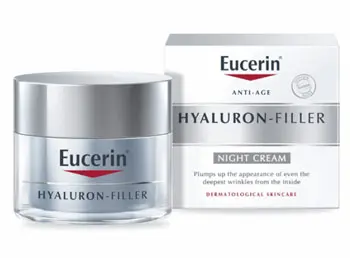 Eucerin®
ANTI-AGE
HYALURON-FILLER
NIGHT CREAM
Plumps up the appearance of even the
deepest wrinkles from the inside
DERMATOLOGICAL SKINCARE
Eucerin®
HYALURON-FILLER